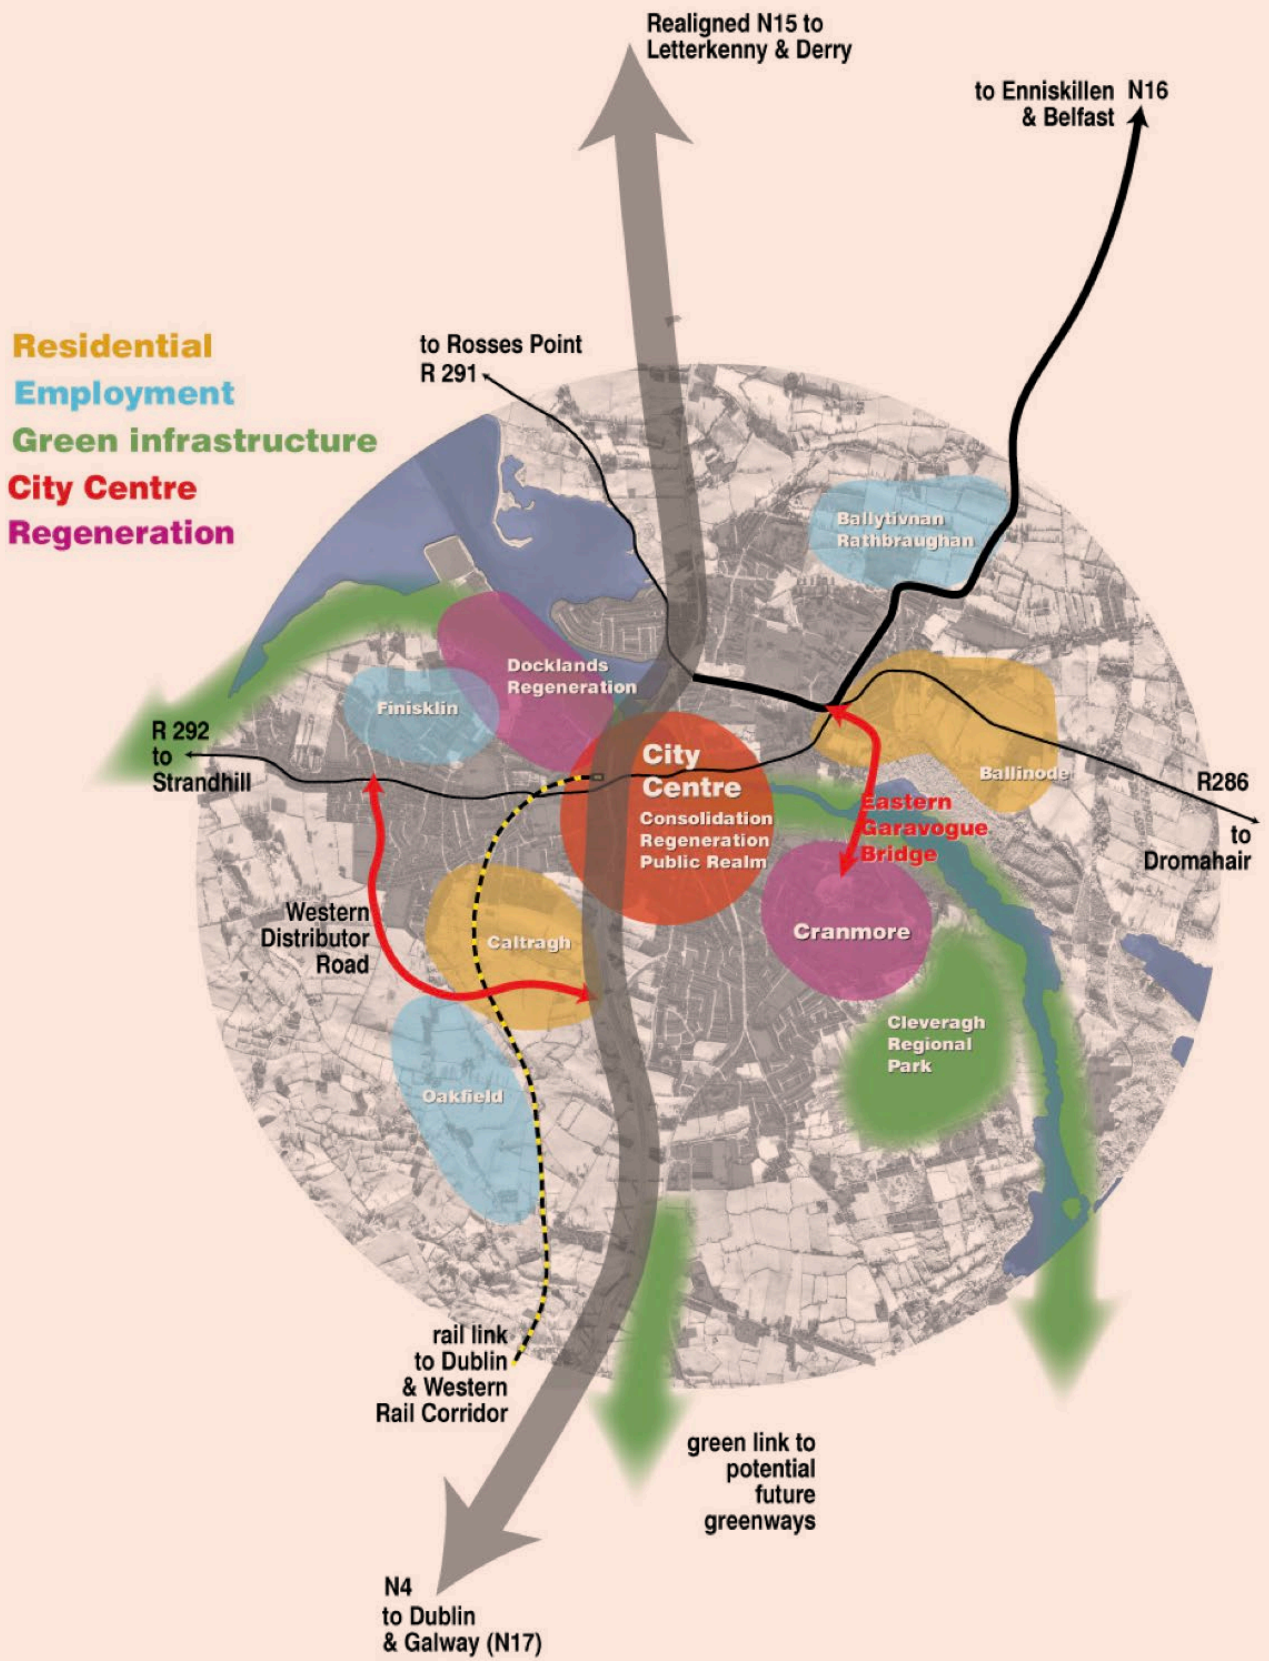 Realigned N15 to
Letterkenny & Derry
to Enniskillen N16
& Belfast
to Rosses Point
R 291
Residential
Employment
Green infrastructure
City Centre
Regeneration
Ballytivnan
Rathbraughan
Docklands
Regeneration
Finisklin
R 292
to
Strandhill
City
Centre
Consolidation
Regeneration
Public Realm
Ballinode
R286
to
Dromahair
Eastern
Garavogue
Bridge
Western
Distributor
Road
Caltragh
Cranmore
Cleveragh
Regional
Park
Oakfield
rail link
to Dublin
& Western
Rail Corridor
green link to
potential
future
greenways
N4
to Dublin
& Galway (N17)